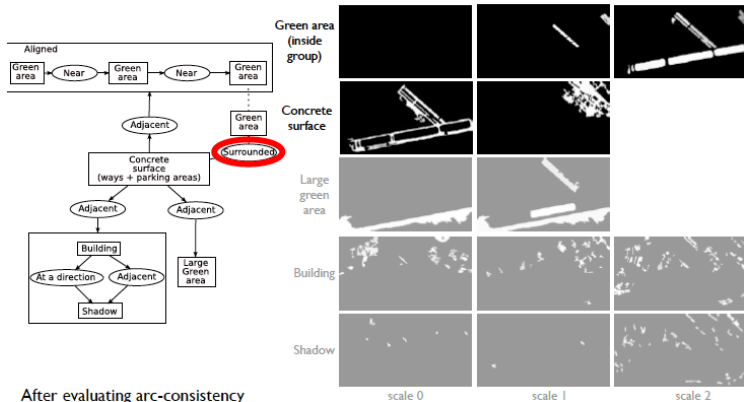 Aligned
Green
area
Near
Green
area
Near
Green
area
Adjacent
Green
area
Surrounded
Concrete
surface
(ways + parking areas)
Adjacent
Adjacent
Building
At a direction
Adjacent
Shadow
Large
Green
area
After evaluating arc-consistency
Green area
(inside
group)
Concrete
surface
Large
green
area
Building
Shadow
scale 0
scale 1
scale 2